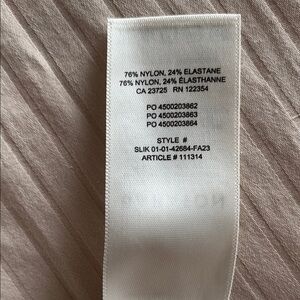 76% NYLON, 24% ELASTANE
76% NYLON, 24% ÉLASTHANNE
CA 23725 RN 122354
PO 4500203862
PO 4500203863
PO 4500203864
STYLE #
SLIK 01-01-42684-FA23
ARTICLE # 111314